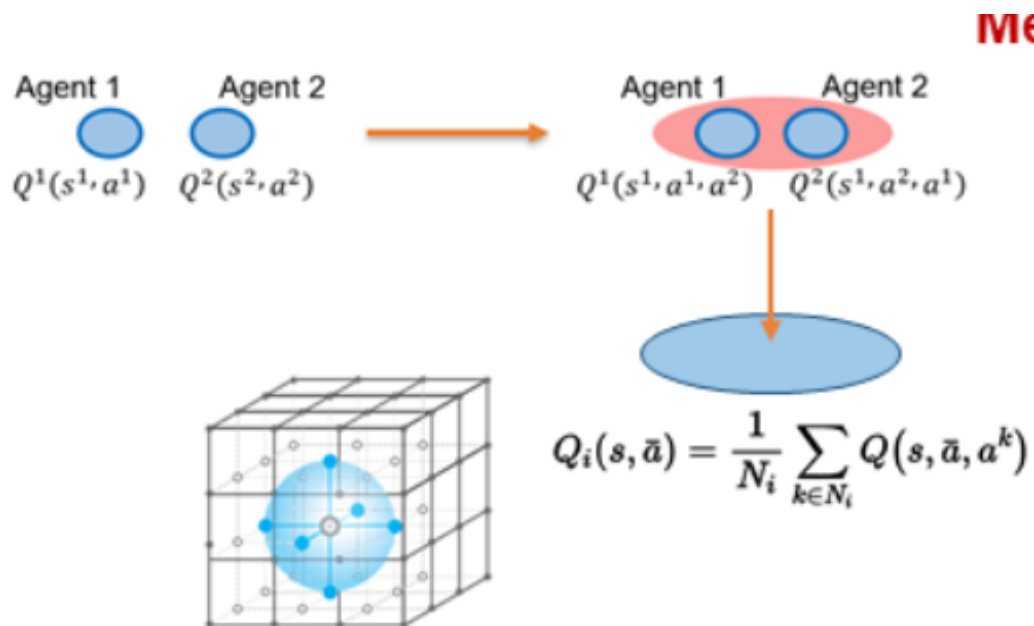 Me
Agent 1 Agent 2
Q¹(s¹, a¹) Q²(s², a²)
Agent 1 Agent 2
Q¹(s¹, a¹, a²) Q²(s¹, a², a¹)
Qᵢ(s, ā) = 1/Nᵢ ∑_{k∈Nᵢ} Q(s, ā, aᵏ)